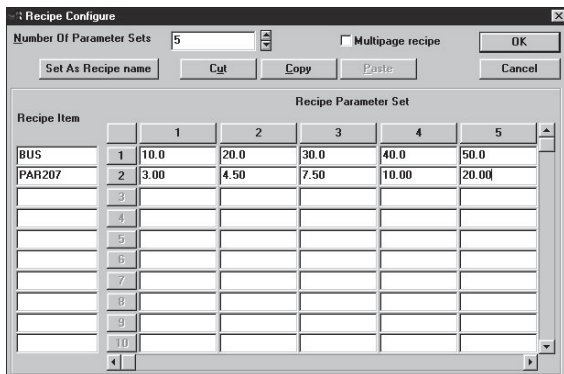 Recipe Configure
Number Of Parameter Sets 5 Multipage recipe OK
Set As Recipe name Cut Copy Paste Cancel
Recipe Parameter Set
Recipe Item
1 2 3 4 5
BUS 1 10.0 20.0 30.0 40.0 50.0
PAR207 2 3.00 4.50 7.50 10.00 20.00
3
4
5
6
7
8
9
10